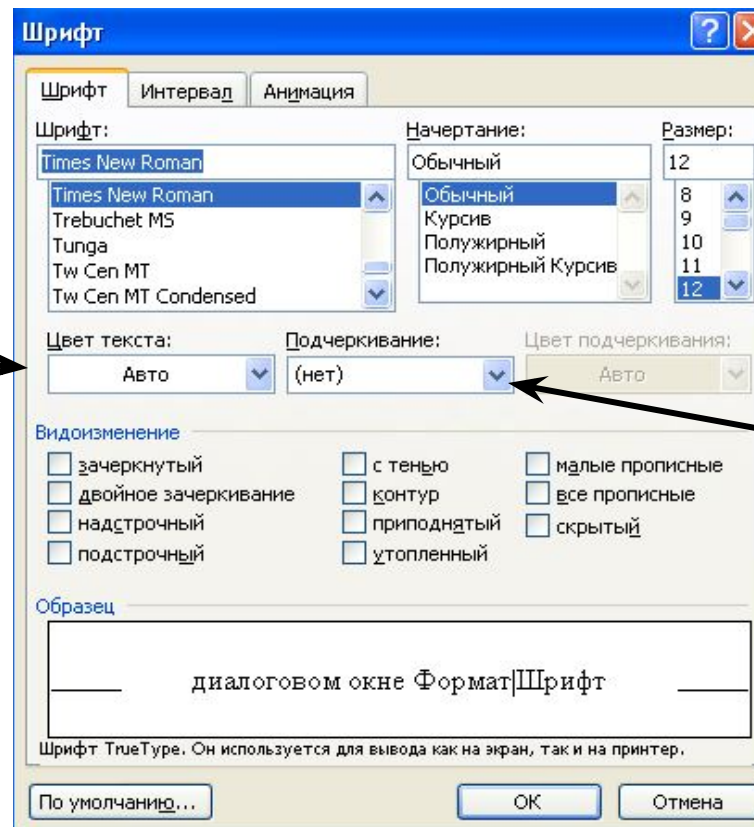 Шрифт
Шрифт Интервал Анимация
Шрифт: Начертание: Размер:
Times New Roman Обычный 12
Times New Roman Обычный 8
Trebuchet MS Курсив 9
Tunga Полужирный 10
Tw Cen MT Полужирный Курсив 11
Tw Cen MT Condensed 12
Цвет текста: Подчеркивание: Цвет подчеркивания:
Авто (нет) Авто
Видоизменение
зачеркнутый с тенью малые прописные
двойное зачеркивание контур все прописные
надстрочный приподнятый скрытый
подстрочный утопленный
Образец
диалоговом окне Формат|Шрифт
Шрифт TrueType. Он используется для вывода как на экран, так и на принтер.
По умолчанию... ОК Отмена